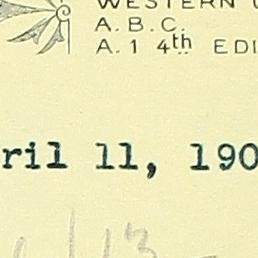 WESTERN U
A.B.C.
A.1 4th EDI
ril 11, 190